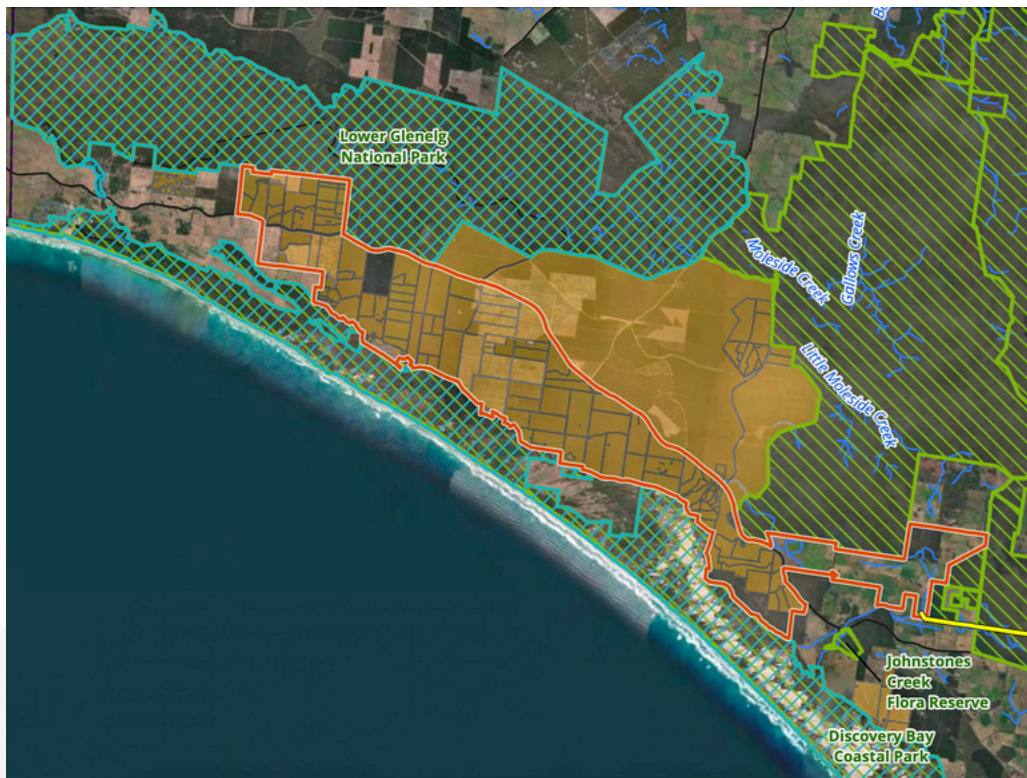 Lower Glenelg
National Park
Moleside Creek
Gallows Creek
Little Moleside Creek
Johnstones
Creek
Flora Reserve
Discovery Bay
Coastal Park